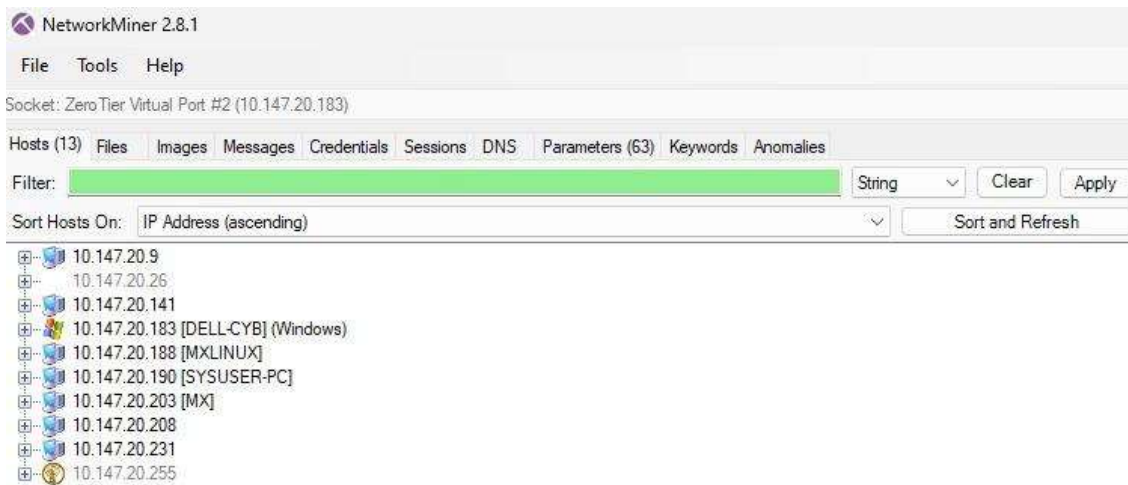 NetworkMiner 2.8.1
File Tools Help
Socket: ZeroTier Virtual Port #2 (10.147.20.183)
Hosts (13) Files Images Messages Credentials Sessions DNS Parameters (63) Keywords Anomalies
Filter: String Clear Apply
Sort Hosts On: IP Address (ascending) Sort and Refresh
10.147.20.9
10.147.20.26
10.147.20.141
10.147.20.183 [DELL-CYB] (Windows)
10.147.20.188 [MXLINUX]
10.147.20.190 [SYSUSER-PC]
10.147.20.203 [MX]
10.147.20.208
10.147.20.231
10.147.20.255